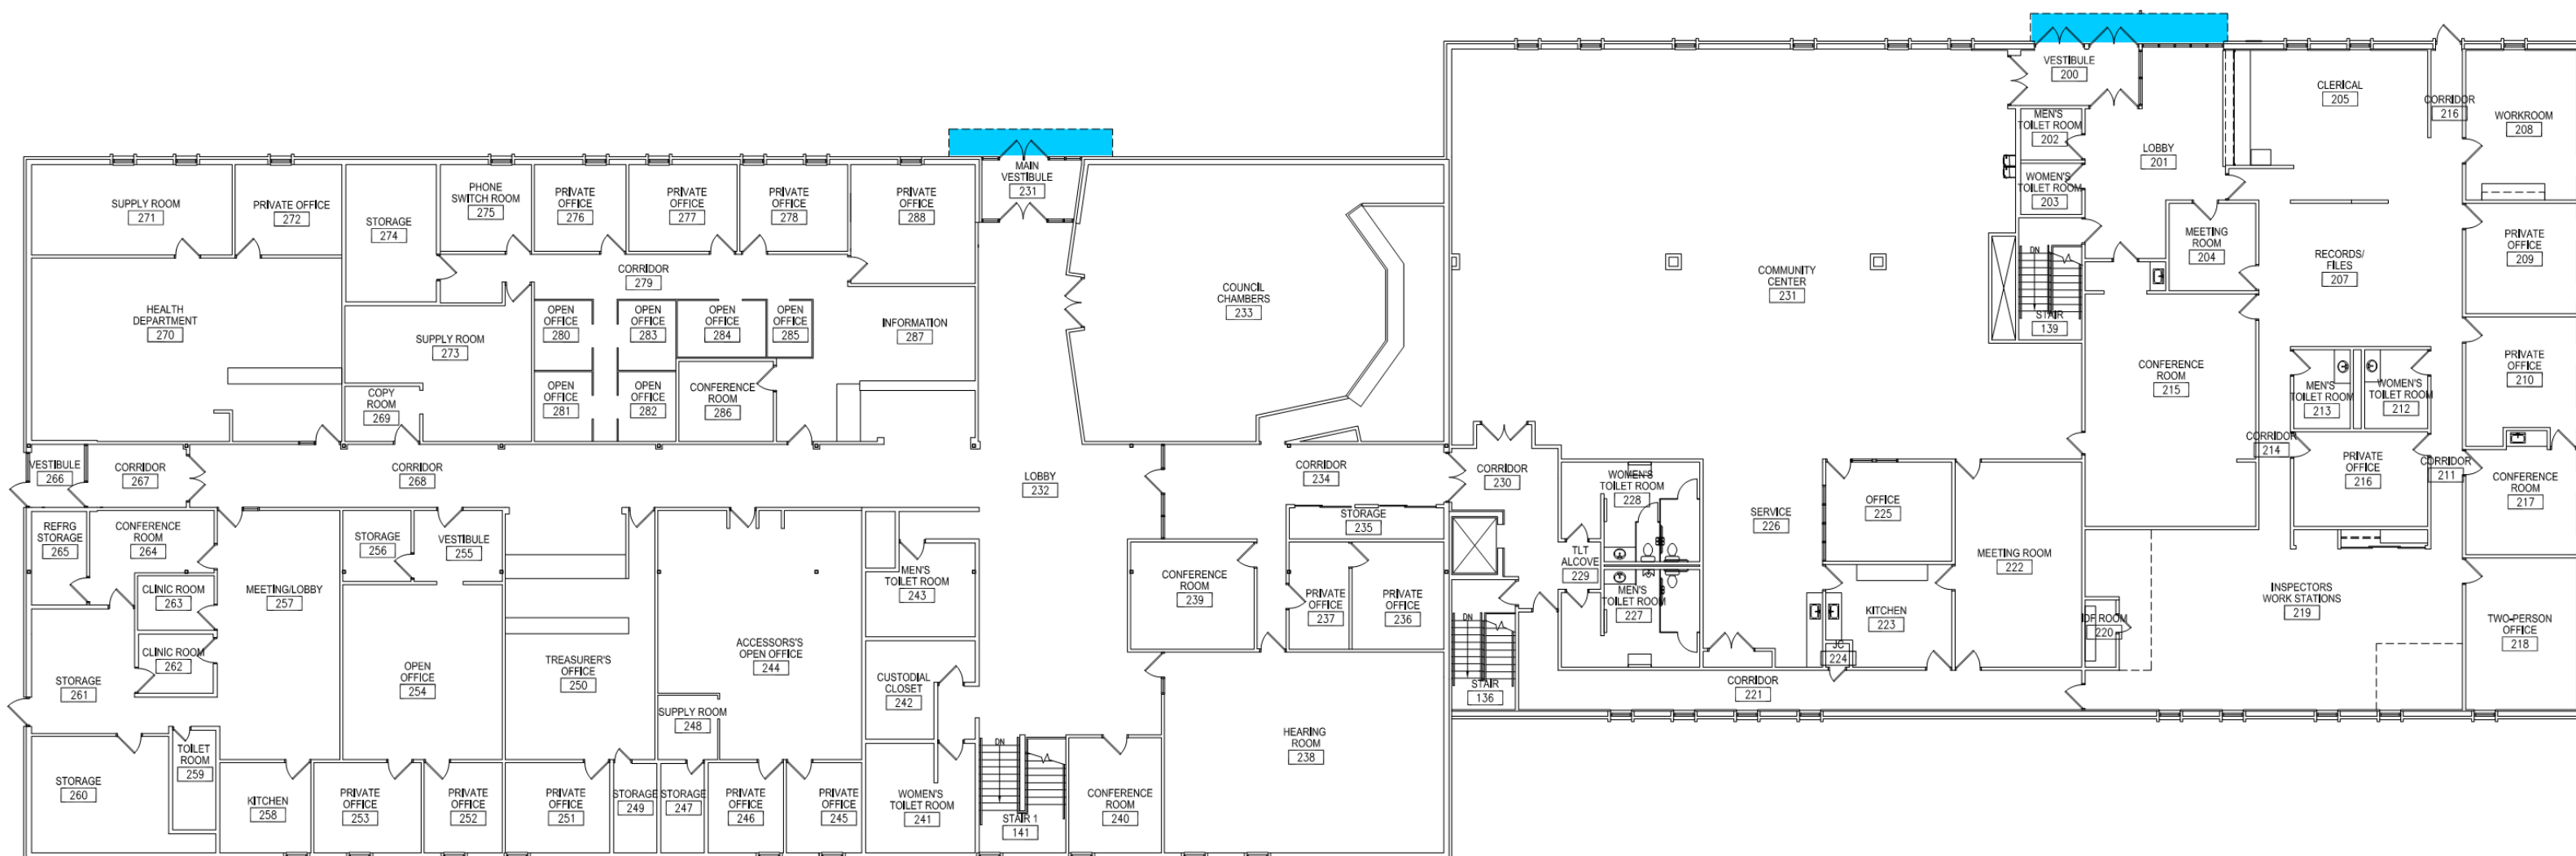 VESTIBULE
200
CLERICAL
205
CORRIDOR
216
WORKROOM
208
MEN'S
TOILET ROOM
202
LOBBY
201
WOMEN'S
TOILET ROOM
203
MAIN
VESTIBULE
231
SUPPLY ROOM
271
PRIVATE OFFICE
272
STORAGE
274
PHONE
SWITCH ROOM
275
PRIVATE
OFFICE
276
PRIVATE
OFFICE
277
PRIVATE
OFFICE
278
PRIVATE
OFFICE
288
MEETING
ROOM
204
DN
STAIR
139
RECORDS/
FILES
207
PRIVATE
OFFICE
209
CORRIDOR
279
COUNCIL
CHAMBERS
233
COMMUNITY
CENTER
231
HEALTH
DEPARTMENT
270
SUPPLY ROOM
273
OPEN
OFFICE
280
OPEN
OFFICE
283
OPEN
OFFICE
284
OPEN
OFFICE
285
INFORMATION
287
COPY
ROOM
269
OPEN
OFFICE
281
OPEN
OFFICE
282
CONFERENCE
ROOM
286
CONFERENCE
ROOM
215
MEN'S
TOILET ROOM
213
WOMEN'S
TOILET ROOM
212
PRIVATE
OFFICE
210
VESTIBULE
266
CORRIDOR
267
CORRIDOR
268
LOBBY
232
CORRIDOR
234
CORRIDOR
230
WOMEN'S
TOILET ROOM
228
SERVICE
226
OFFICE
225
CORRIDOR
214
PRIVATE
OFFICE
216
CORRIDOR
211
CONFERENCE
ROOM
217
REFRG
STORAGE
265
CONFERENCE
ROOM
264
STORAGE
256
VESTIBULE
255
STORAGE
235
MEETING ROOM
222
TLT
ALCOVE
229
CLINIC ROOM
263
MEETING/LOBBY
257
MEN'S
TOILET ROOM
243
CONFERENCE
ROOM
239
PRIVATE
OFFICE
237
PRIVATE
OFFICE
236
MEN'S
TOILET ROOM
227
KITCHEN
223
INSPECTORS
WORK STATIONS
219
IDF ROOM
220
TWO-PERSON
OFFICE
218
CLINIC ROOM
262
STORAGE
261
OPEN
OFFICE
254
TREASURER'S
OFFICE
250
ACCESSORS'S
OPEN OFFICE
244
CUSTODIAL
CLOSET
242
DN
STAIR
136
JC
224
CORRIDOR
221
SUPPLY ROOM
248
HEARING
ROOM
238
TOILET
ROOM
259
STORAGE
260
KITCHEN
258
PRIVATE
OFFICE
253
PRIVATE
OFFICE
252
PRIVATE
OFFICE
251
STORAGE
249
STORAGE
247
PRIVATE
OFFICE
246
PRIVATE
OFFICE
245
WOMEN'S
TOILET ROOM
241
DN
STAIR 1
141
CONFERENCE
ROOM
240